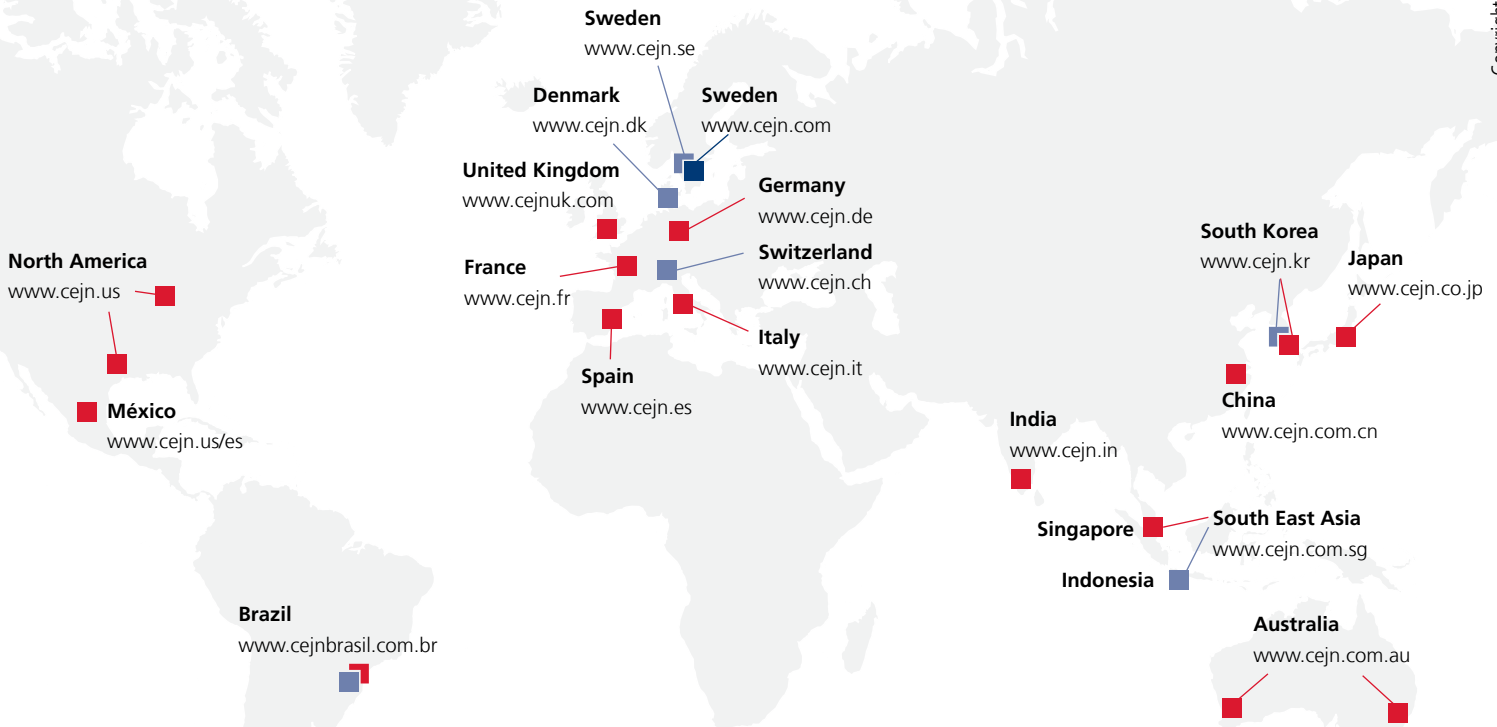 Copyright
Sweden
www.cejn.se
Denmark
www.cejn.dk
Sweden
www.cejn.com
United Kingdom
www.cejnuk.com
Germany
www.cejn.de
North America
www.cejn.us
France
www.cejn.fr
Switzerland
www.cejn.ch
South Korea
www.cejn.kr
Japan
www.cejn.co.jp
Italy
www.cejn.it
Spain
www.cejn.es
México
www.cejn.us/es
China
www.cejn.com.cn
India
www.cejn.in
Singapore
South East Asia
www.cejn.com.sg
Indonesia
Brazil
www.cejnbrasil.com.br
Australia
www.cejn.com.au